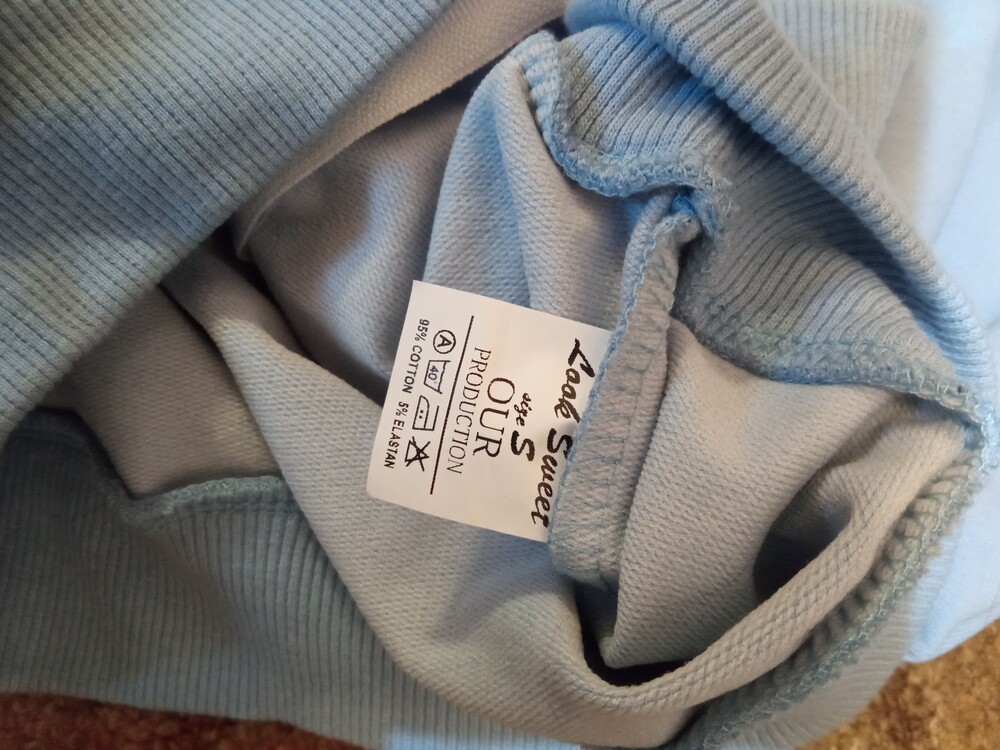 Look Sweet
size S
OUR
PRODUCTION
A 40
95% COTTON 5% ELASTAN